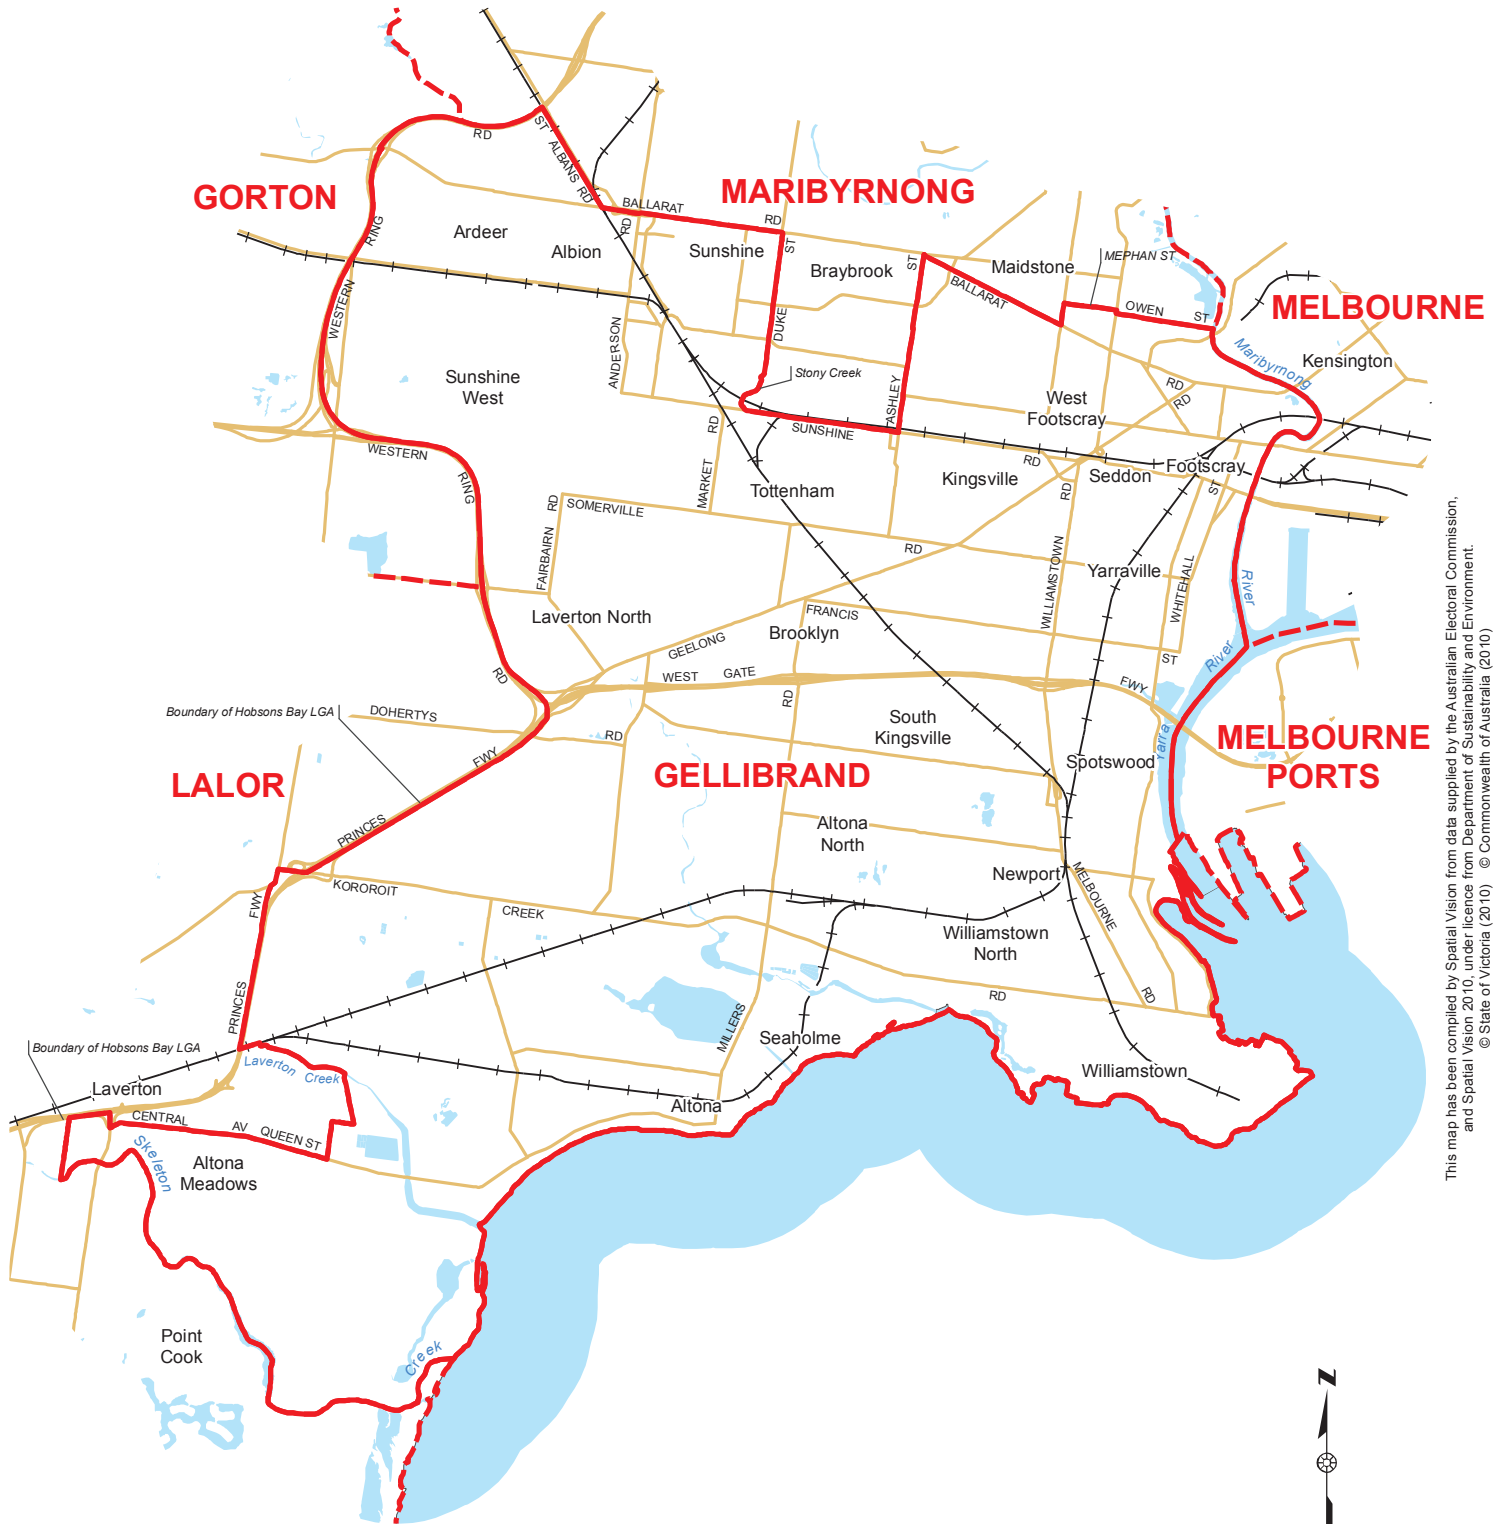 RD
ST
ALBANS RD
GORTON
MARIBYRNONG
BALLARAT
RD
RD
ST
RING
Ardeer
Albion
Sunshine
Braybrook
ST
Maidstone
MEPHAN ST
BALLARAT
OWEN
ST
MELBOURNE
WESTERN
DUKE
ANDERSON
Maribyrnong
Kensington
Sunshine
West
Stony Creek
ASHLEY
West
Footscray
RD
RD
RD
SUNSHINE
WESTERN
RING
RD
Footscray
Seddon
Kingsville
Tottenham
MARKET
RD
ST
RD
SOMERVILLE
FAIRBAIRN
RD
WILLIAMSTOWN
Yarraville
WHITEHALL
River
Laverton North
FRANCIS
Brooklyn
GEELONG
ST
River
RD
WEST
GATE
FWY
RD
Boundary of Hobsons Bay LGA
DOHERTYS
RD
South
Kingsville
Yarra
MELBOURNE
PORTS
Spotswood
FWY
LALOR
GELLIBRAND
PRINCES
Altona
North
Newport
KOROROIT
MELBOURNE
FWY
CREEK
Williamstown
North
RD
RD
PRINCES
MILLERS
Seaholme
Boundary of Hobsons Bay LGA
Laverton Creek
Laverton
Williamstown
Altona
CENTRAL
AV
QUEEN ST
Skeleton
Altona
Meadows
Point
Cook
Creek
N
This map has been compiled by Spatial Vision from data supplied by the Australian Electoral Commission,
and Spatial Vision 2010, under licence from Department of Sustainability and Environment.
© State of Victoria (2010) © Commonwealth of Australia (2010)